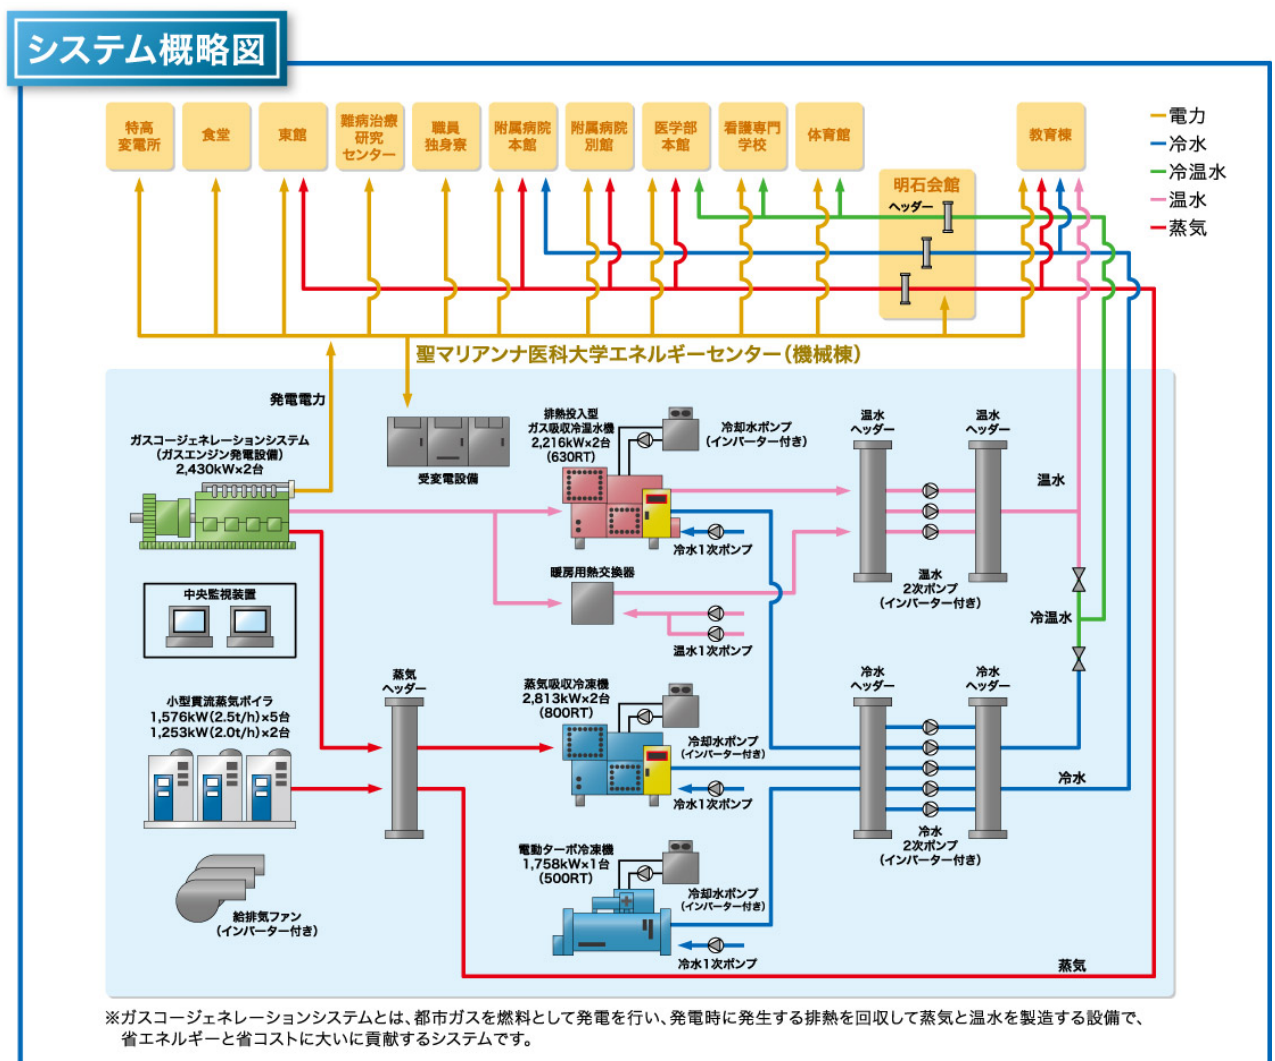 システム概略図
特高
変電所
食堂
東館
難病治療
研究
センター
職員
独身寮
附属病院
本館
附属病院
別館
医学部
本館
看護専門
学校
体育館
教育棟
電力
冷水
冷温水
温水
蒸気
明石会館
ヘッダー
聖マリアンナ医科大学エネルギーセンター(機械棟)
発電電力
ガスコージェネレーションシステム
(ガスエンジン発電設備)
2,430kW×2台
受変電設備
排熱投入型
ガス吸収冷温水機
2,216kW×2台
(630RT)
冷却水ポンプ
(インバーター付き)
冷水1次ポンプ
温水
ヘッダー
温水
ヘッダー
温水
温水
2次ポンプ
(インバーター付き)
暖房用熱交換器
温水1次ポンプ
冷温水
中央監視装置
小型貫流蒸気ボイラ
1,576kW(2.5t/h)×5台
1,253kW(2.0t/h)×2台
蒸気
ヘッダー
蒸気吸収冷凍機
2,813kW×2台
(800RT)
冷却水ポンプ
(インバーター付き)
冷水1次ポンプ
冷水
ヘッダー
冷水
ヘッダー
冷水
冷水
2次ポンプ
(インバーター付き)
電動ターボ冷凍機
1,758kW×1台
(500RT)
冷却水ポンプ
(インバーター付き)
冷水1次ポンプ
給排気ファン
(インバーター付き)
蒸気
※ガスコージェネレーションシステムとは、都市ガスを燃料として発電を行い、発電時に発生する排熱を回収して蒸気と温水を製造する設備で、
省エネルギーと省コストに大いに貢献するシステムです。